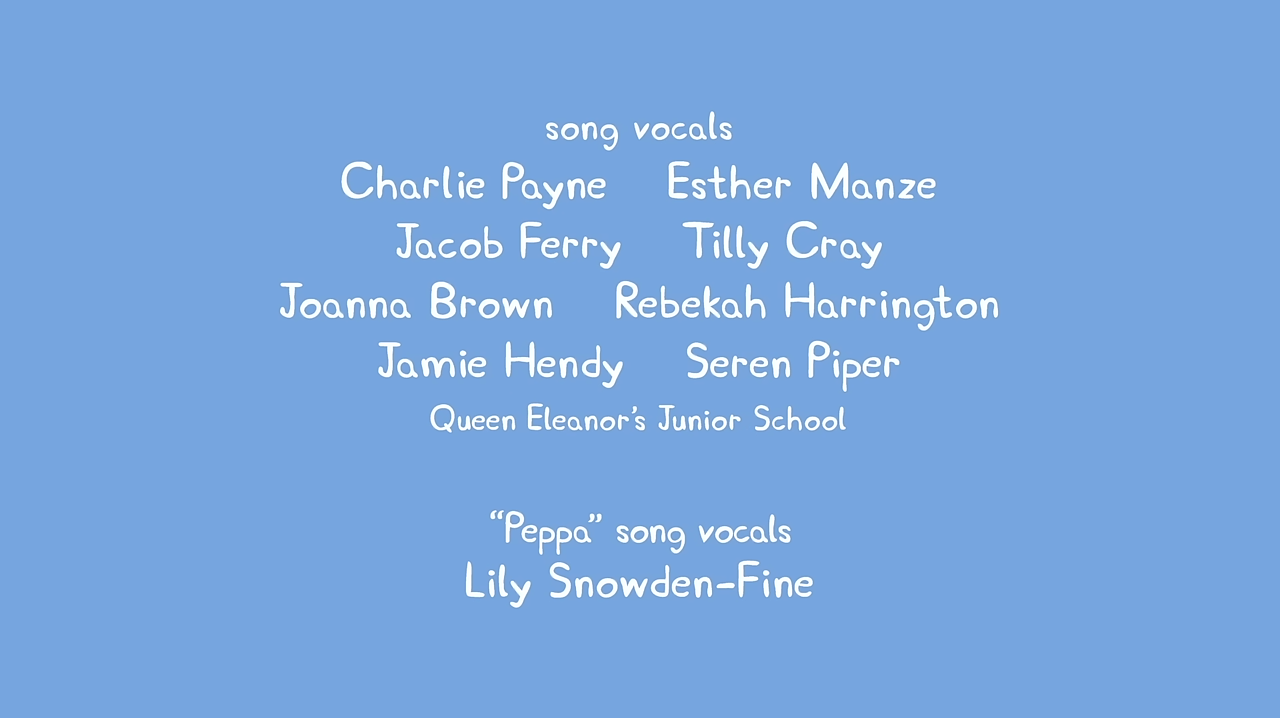 song vocals
Charlie Payne Esther Manze
Jacob Ferry Tilly Cray
Joanna Brown Rebekah Harrington
Jamie Hendy Seren Piper
Queen Eleanor’s Junior School
“Peppa” song vocals
Lily Snowden-Fine